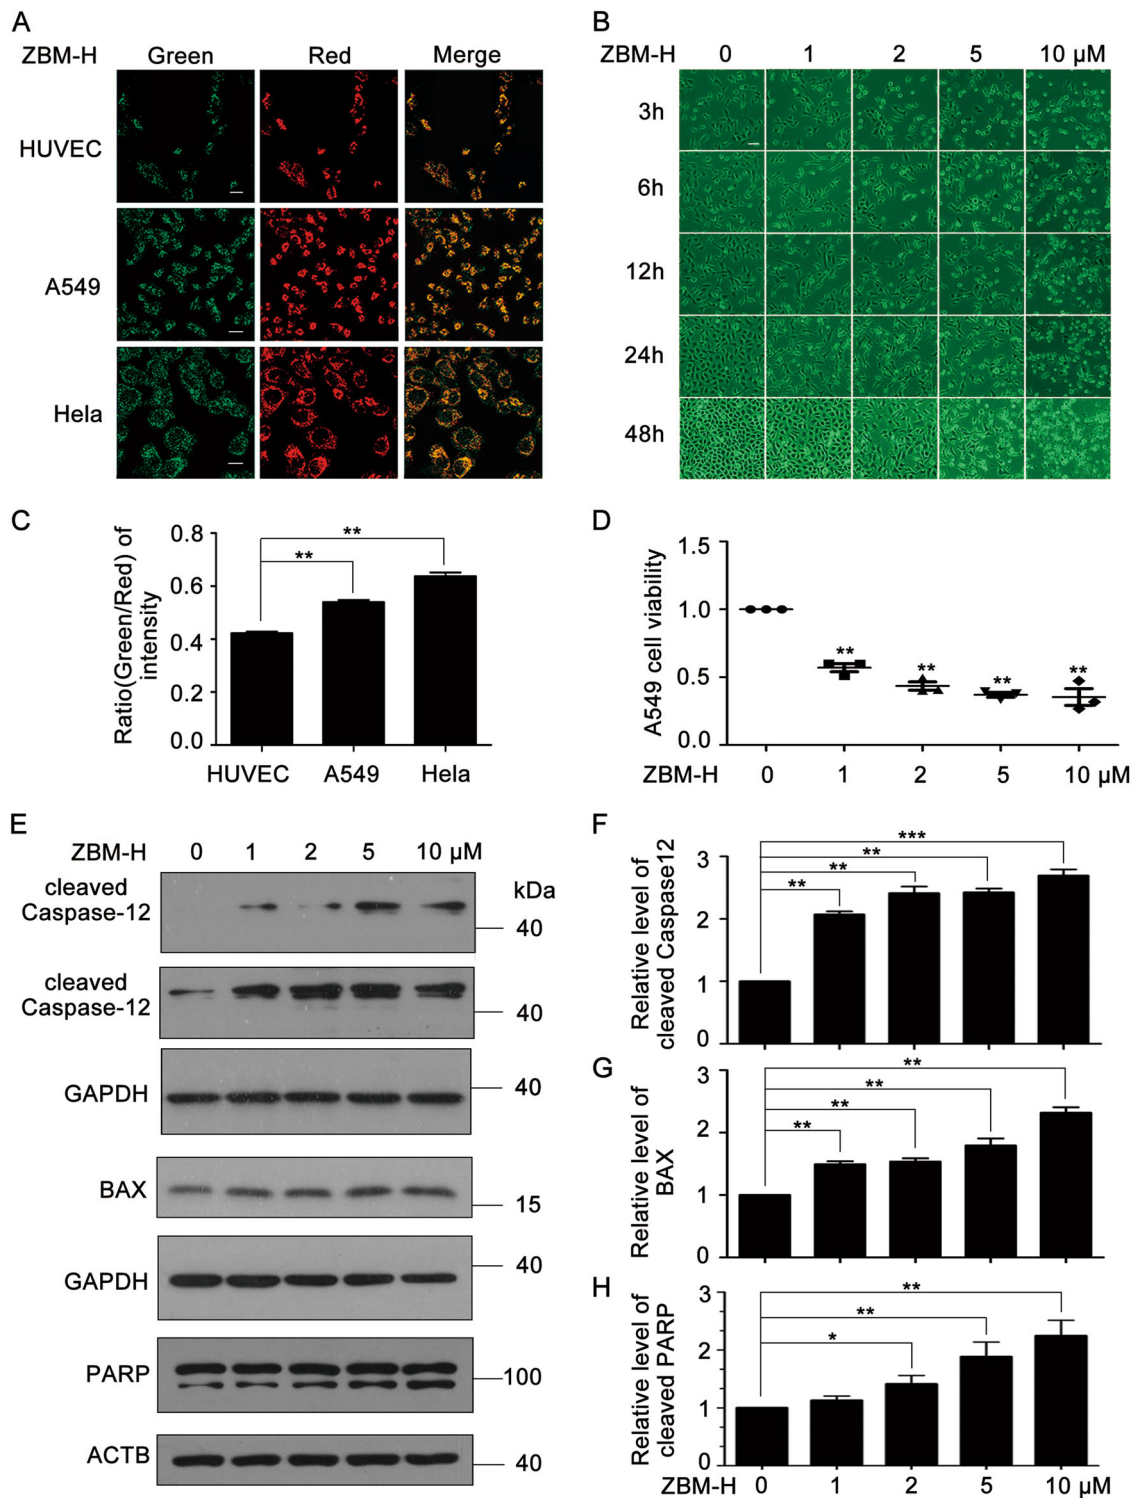 A
ZBM-H Green Red Merge
HUVEC
A549
Hela
B
ZBM-H 0 1 2 5 10 μM
3h
6h
12h
24h
48h
C
Ratio(Green/Red) of
intensity
0.8
0.6
0.4
0.2
0.0
**
**
HUVEC A549 Hela
D
A549 cell viability
1.5
1.0
0.5
0.0
**
**
**
**
ZBM-H 0 1 2 5 10 μM
E
ZBM-H 0 1 2 5 10 μM
cleaved
Caspase-12
kDa
40
cleaved
Caspase-12
40
GAPDH
40
BAX
15
GAPDH
40
PARP
100
ACTB
40
F
Relative level of
cleaved Caspase12
3
2
1
0
***
**
**
**
G
Relative level of
BAX
3
2
1
0
**
**
**
**
H
Relative level of
cleaved PARP
3
2
1
0
**
**
*
ZBM-H 0 1 2 5 10 μM